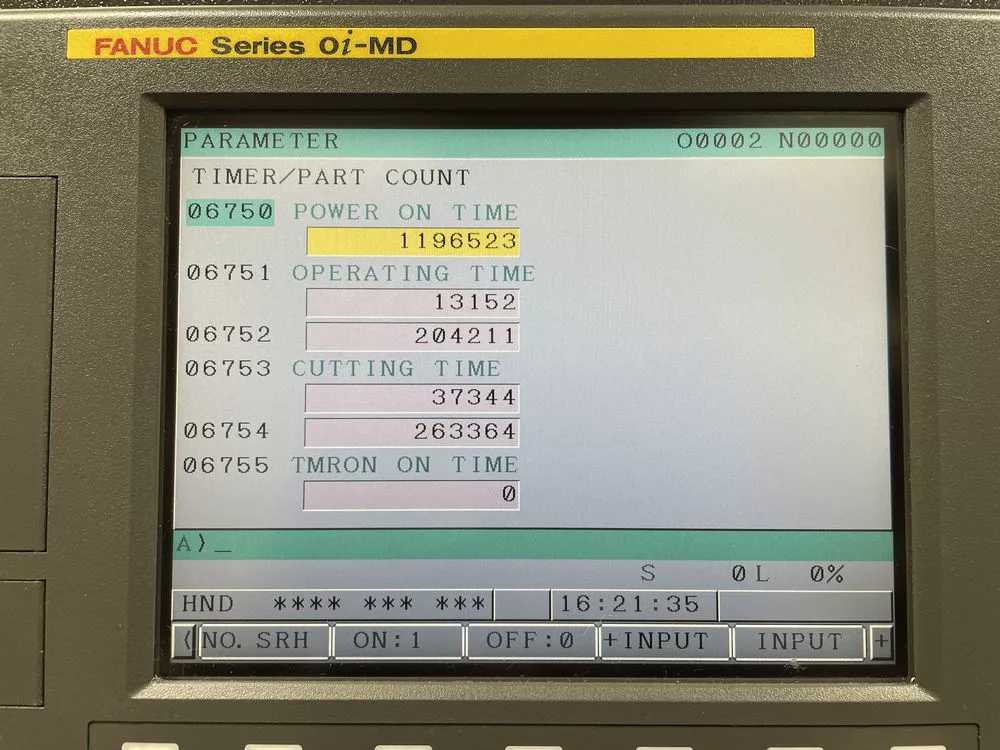 FANUC Series 0i-MD
PARAMETER O0002 N00000
TIMER/PART COUNT
06750 POWER ON TIME
1196523
06751 OPERATING TIME
13152
06752 204211
06753 CUTTING TIME
37344
06754 263364
06755 TMRON ON TIME
0
A)_
S 0 L 0%
HND **** *** *** 16:21:35
( NO. SRH ON:1 OFF:0 +INPUT INPUT +